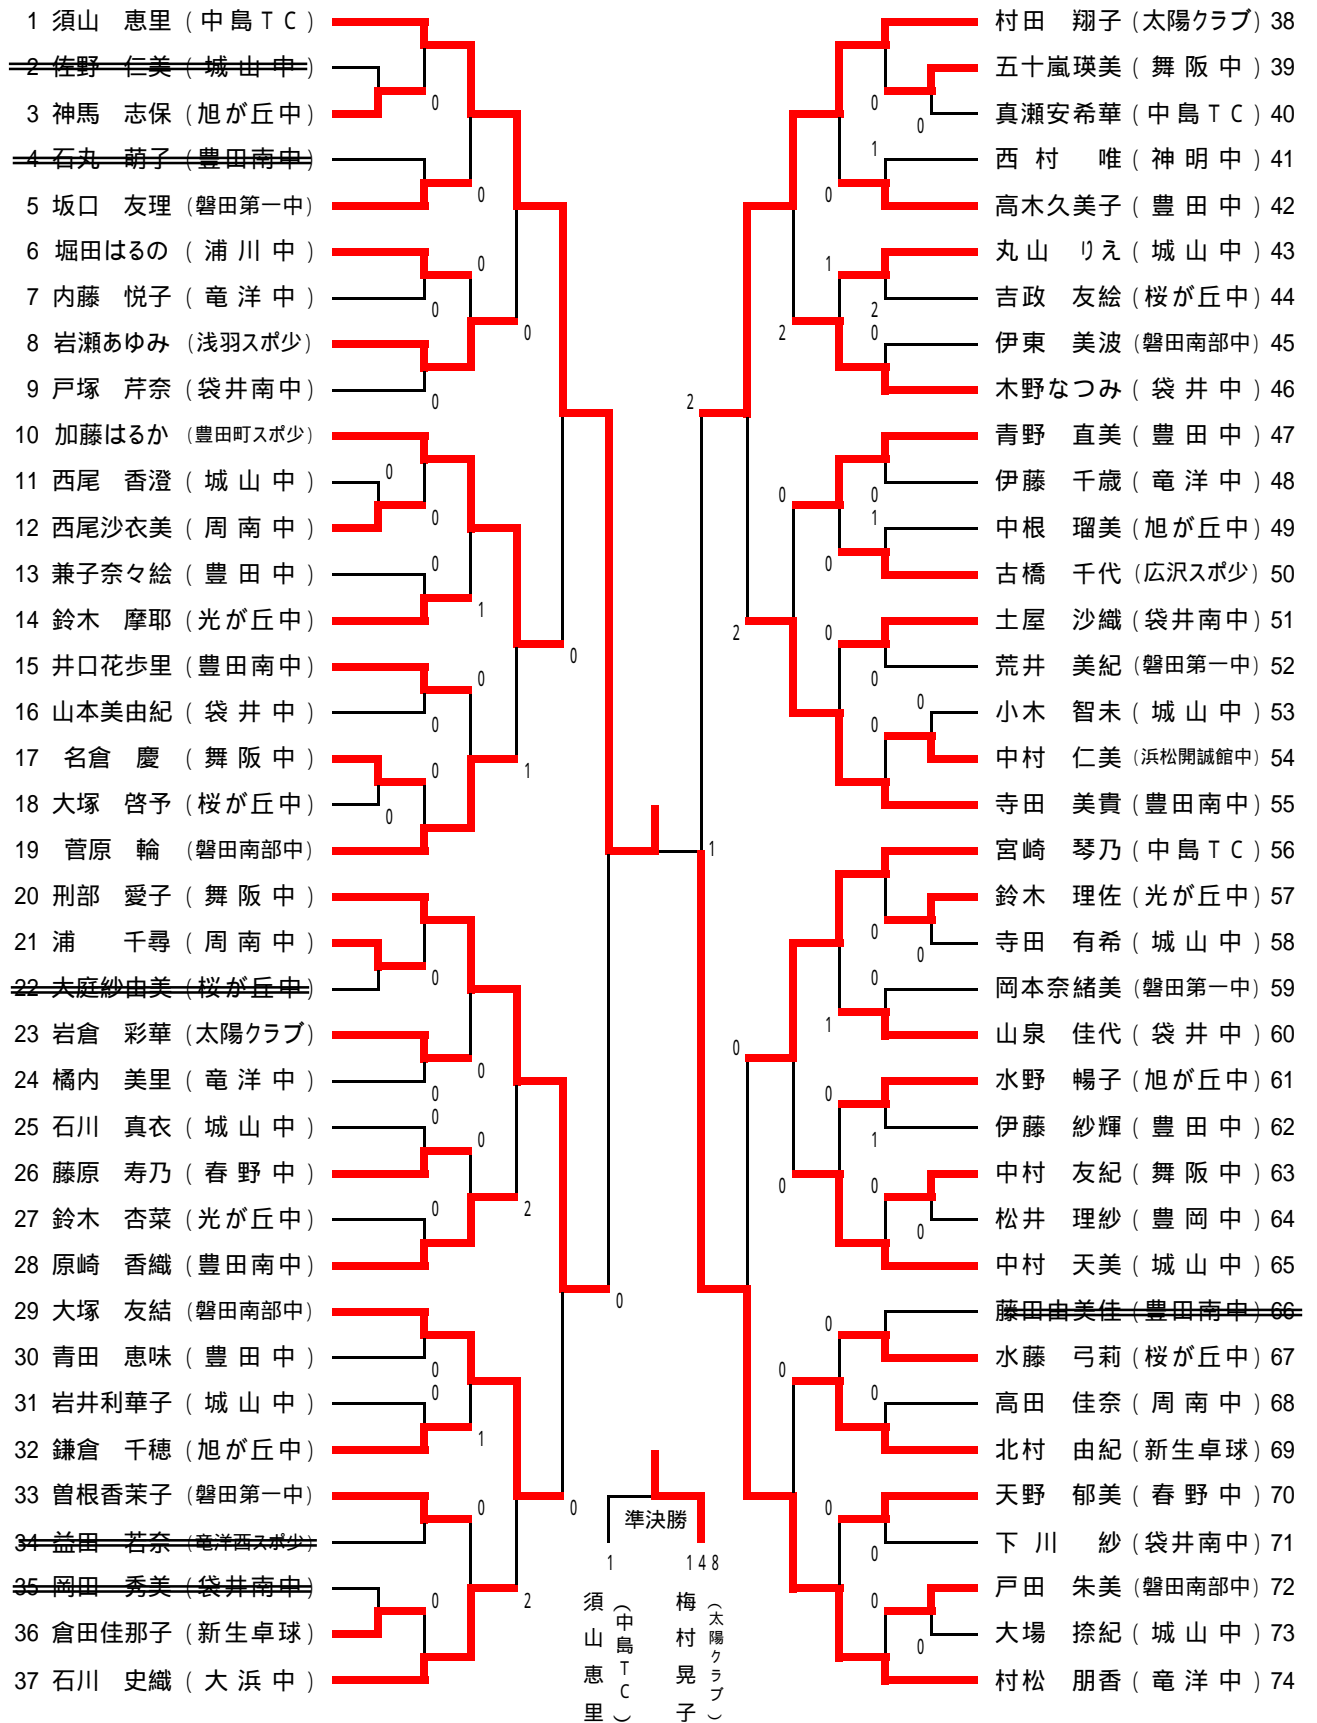 1 須山 恵里 (中島TC)
2 佐野 仁美 (城山中)
3 神馬 志保 (旭が丘中)
4 石丸 萌子 (豊田南中)
5 坂口 友理 (磐田第一中)
6 堀田はるの (浦川中)
7 内藤 悦子 (竜洋中)
8 岩瀬あゆみ (浅羽スポ少)
9 戸塚 芹奈 (袋井南中)
10 加藤はるか (豊田町スポ少)
11 西尾 香澄 (城山中)
12 西尾沙衣美 (周南中)
13 兼子奈々絵 (豊田中)
14 鈴木 摩耶 (光が丘中)
15 井口花歩里 (豊田南中)
16 山本美由紀 (袋井中)
17 名倉 慶 (舞阪中)
18 大塚 啓予 (桜が丘中)
19 菅原 輪 (磐田南部中)
20 刑部 愛子 (舞阪中)
21 浦 千尋 (周南中)
22 大庭紗由美 (桜が丘中)
23 岩倉 彩華 (太陽クラブ)
24 橘内 美里 (竜洋中)
25 石川 真衣 (城山中)
26 藤原 寿乃 (春野中)
27 鈴木 杏菜 (光が丘中)
28 原崎 香織 (豊田南中)
29 大塚 友結 (磐田南部中)
30 青田 恵味 (豊田中)
31 岩井利華子 (城山中)
32 鎌倉 千穂 (旭が丘中)
33 曽根香茉子 (磐田第一中)
34 益田 若奈 (竜洋西スポ少)
35 岡田 秀美 (袋井南中)
36 倉田佳那子 (新生卓球)
37 石川 史織 (大浜中)
0
0
0
0
0
0
0
0
1
0
0
0
0
0
1
0
0
0
0
0
0
2
0
0
1
0
0
2
0
0
2
2
1
準決勝
1
148
須山恵里
(中島TC)
梅村晃子
(太陽クラブ)
0
0
1
0
1
2
0
2
0
0
1
0
0
0
0
0
2
0
0
0
1
0
1
0
0
0
0
0
0
0
0
0
0
0
村田 翔子 (太陽クラブ) 38
五十嵐瑛美 (舞阪中) 39
真瀬安希華 (中島TC) 40
西村 唯 (神明中) 41
高木久美子 (豊田中) 42
丸山 りえ (城山中) 43
吉政 友絵 (桜が丘中) 44
伊東 美波 (磐田南部中) 45
木野なつみ (袋井中) 46
青野 直美 (豊田中) 47
伊藤 千歳 (竜洋中) 48
中根 瑠美 (旭が丘中) 49
古橋 千代 (広沢スポ少) 50
土屋 沙織 (袋井南中) 51
荒井 美紀 (磐田第一中) 52
小木 智未 (城山中) 53
中村 仁美 (浜松開誠館中) 54
寺田 美貴 (豊田南中) 55
宮崎 琴乃 (中島TC) 56
鈴木 理佐 (光が丘中) 57
寺田 有希 (城山中) 58
岡本奈緒美 (磐田第一中) 59
山泉 佳代 (袋井中) 60
水野 暢子 (旭が丘中) 61
伊藤 紗輝 (豊田中) 62
中村 友紀 (舞阪中) 63
松井 理紗 (豊岡中) 64
中村 天美 (城山中) 65
藤田由美佳 (豊田南中) 66
水藤 弓莉 (桜が丘中) 67
高田 佳奈 (周南中) 68
北村 由紀 (新生卓球) 69
天野 郁美 (春野中) 70
下川 紗 (袋井南中) 71
戸田 朱美 (磐田南部中) 72
大場 捺紀 (城山中) 73
村松 朋香 (竜洋中) 74